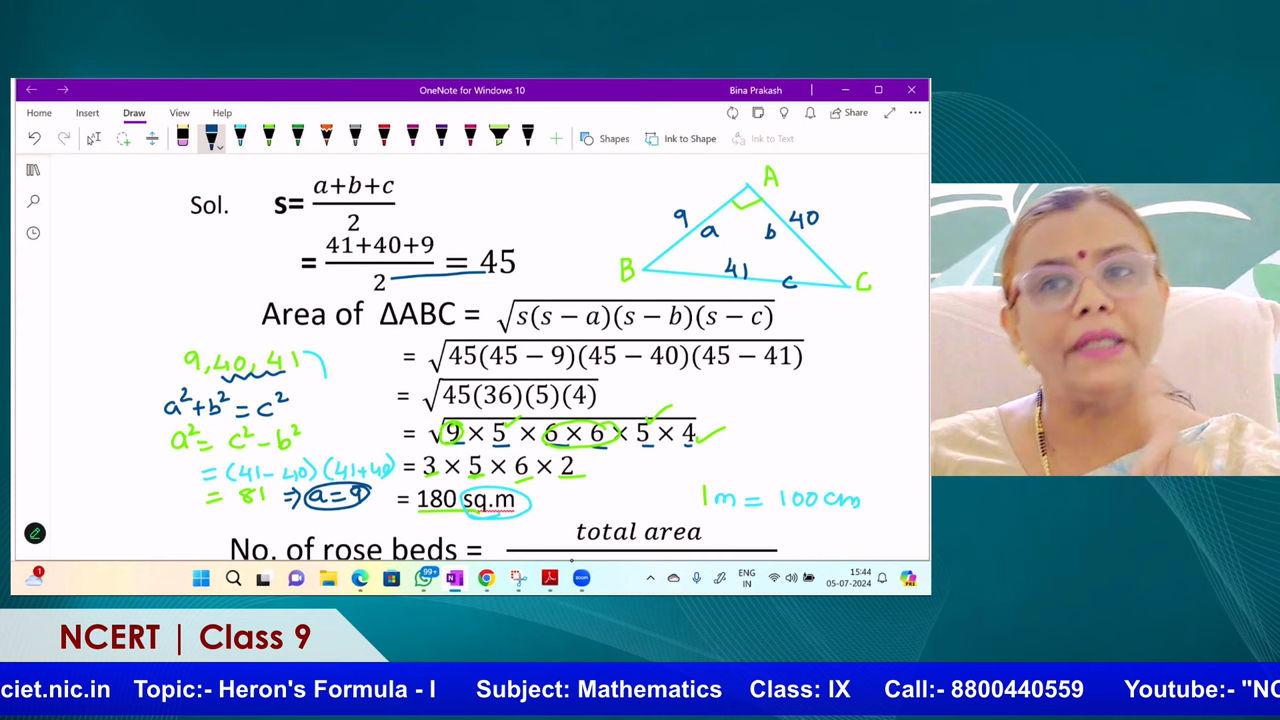 OneNote for Windows 10
Bina Prakash
Home Insert Draw View Help
Share
Shapes Ink to Shape Ink to Text
Sol. s= a+b+c / 2
= 41+40+9 / 2 = 45
A
9 a b 40
B 41 c C
Area of ΔABC = √s(s − a)(s − b)(s − c)
= √45(45 − 9)(45 − 40)(45 − 41)
9,40,41
= √45(36)(5)(4)
a²+b² = c²
= √9 × 5 × 6 × 6 × 5 × 4
a² = c² - b²
= (41-40)(41+40)
= 3 × 5 × 6 × 2
= 81 ⇒ a = 9
= 180 sq.m
1m = 100cm
No. of rose beds = total area
99+
1
ENG
IN
15:44
05-07-2024
NCERT | Class 9
ciet.nic.in Topic:- Heron's Formula - I Subject: Mathematics Class: IX Call:- 8800440559 Youtube:- "NC